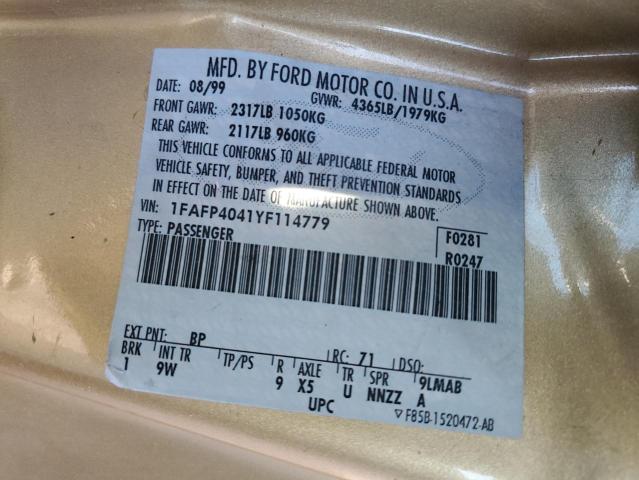 MFD. BY FORD MOTOR CO. IN U.S.A.
DATE: 08/99 GVWR: 4365LB/1979KG
FRONT GAWR: 2317LB 1050KG
REAR GAWR: 2117LB 960KG
THIS VEHICLE CONFORMS TO ALL APPLICABLE FEDERAL MOTOR
VEHICLE SAFETY, BUMPER, AND THEFT PREVENTION STANDARDS
IN EFFECT ON THE DATE OF MANUFACTURE SHOWN ABOVE.
VIN: 1FAFP4041YF114779
TYPE: PASSENGER
F0281
R0247
EXT PNT: BP RC: 71 DSO:
BRK INT TR TP/PS R AXLE TR SPR 9LMAB
1 9W 9 X5 U NNZZ A
UPC
▽F85B-1520472-AB